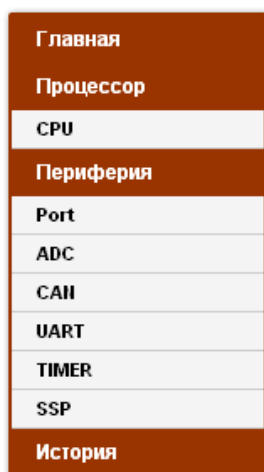 Главная
Процессор
CPU
Периферия
Port
ADC
CAN
UART
TIMER
SSP
История